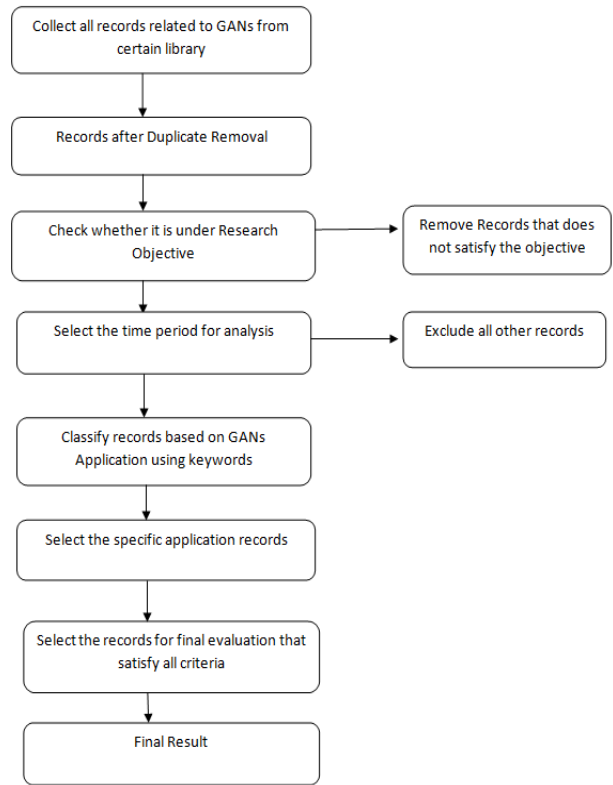 Collect all records related to GANs from
certain library
Records after Duplicate Removal
Check whether it is under Research
Objective
Remove Records that does
not satisfy the objective
Select the time period for analysis
Exclude all other records
Classify records based on GANs
Application using keywords
Select the specific application records
Select the records for final evaluation that
satisfy all criteria
Final Result